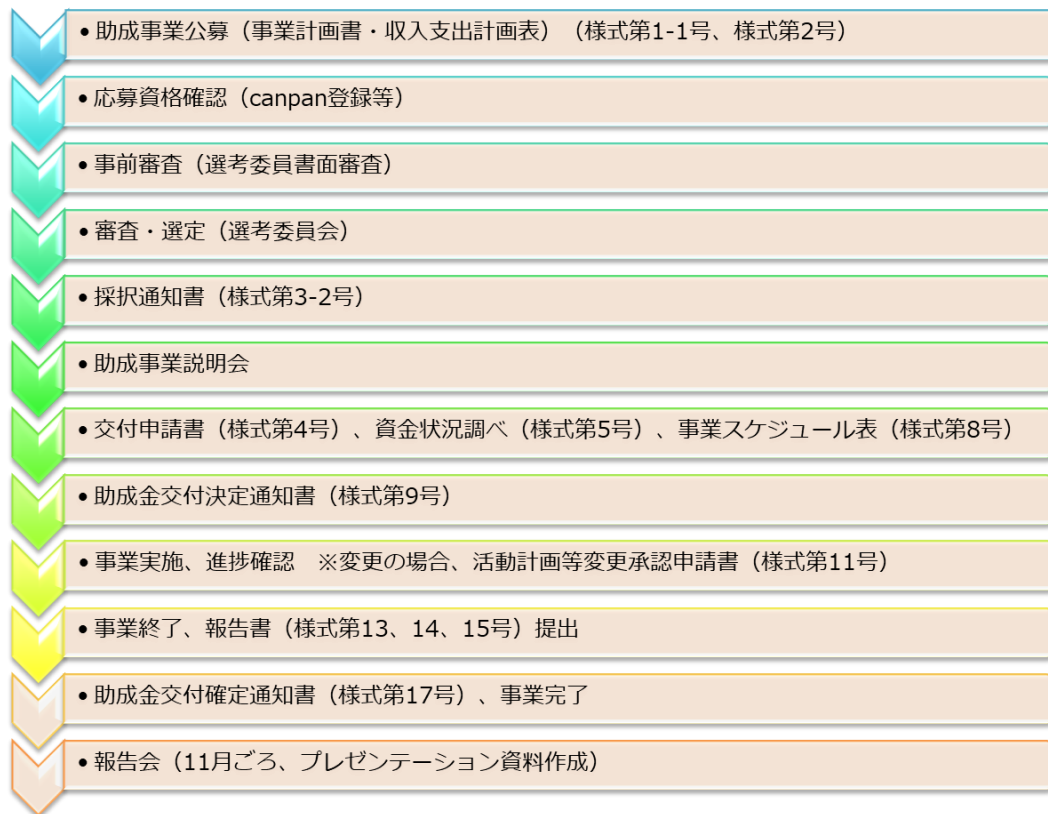 •助成事業公募（事業計画書・収入支出計画表）（様式第1-1号、様式第2号）
•応募資格確認（canpan登録等）
•事前審査（選考委員書面審査）
•審査・選定（選考委員会）
•採択通知書（様式第3-2号）
•助成事業説明会
•交付申請書（様式第4号）、資金状況調べ（様式第5号）、事業スケジュール表（様式第8号）
•助成金交付決定通知書（様式第9号）
•事業実施、進捗確認　※変更の場合、活動計画等変更承認申請書（様式第11号）
•事業終了、報告書（様式第13、14、15号）提出
•助成金交付確定通知書（様式第17号）、事業完了
•報告会（11月ごろ、プレゼンテーション資料作成）